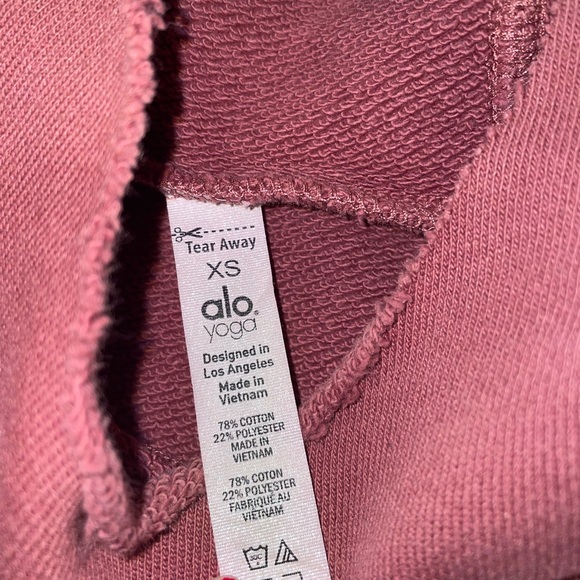 Tear Away
XS
alo®
yoga
Designed in
Los Angeles
Made in
Vietnam
78% COTTON
22% POLYESTER
MADE IN
VIETNAM
78% COTON
22% POLYESTER
FABRIQUÉ AU
VIETNAM
30C